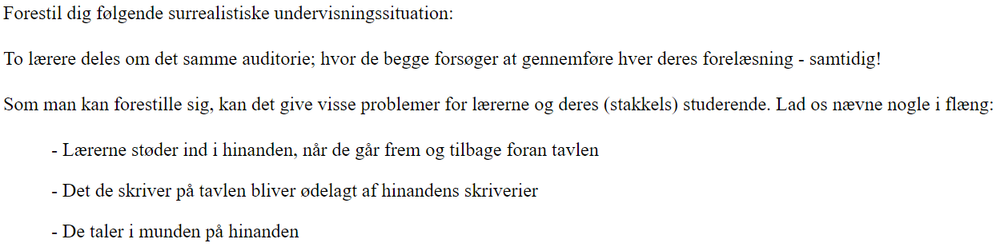 Forestil dig følgende surrealistiske undervisningssituation:
To lærere deles om det samme auditorie; hvor de begge forsøger at gennemføre hver deres forelæsning - samtidig!
Som man kan forestille sig, kan det give visse problemer for lærerne og deres (stakkels) studerende. Lad os nævne nogle i flæng:
- Lærerne støder ind i hinanden, når de går frem og tilbage foran tavlen
- Det de skriver på tavlen bliver ødelagt af hinandens skriverier
- De taler i munden på hinanden